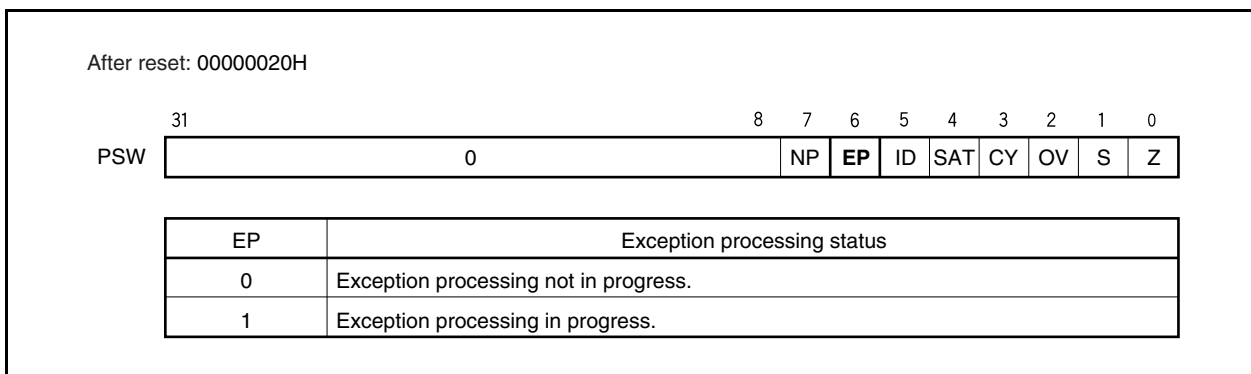 After reset: 00000020H
31 8 7 6 5 4 3 2 1 0
PSW 0 NP EP ID SAT CY OV S Z
EP Exception processing status
0 Exception processing not in progress.
1 Exception processing in progress.